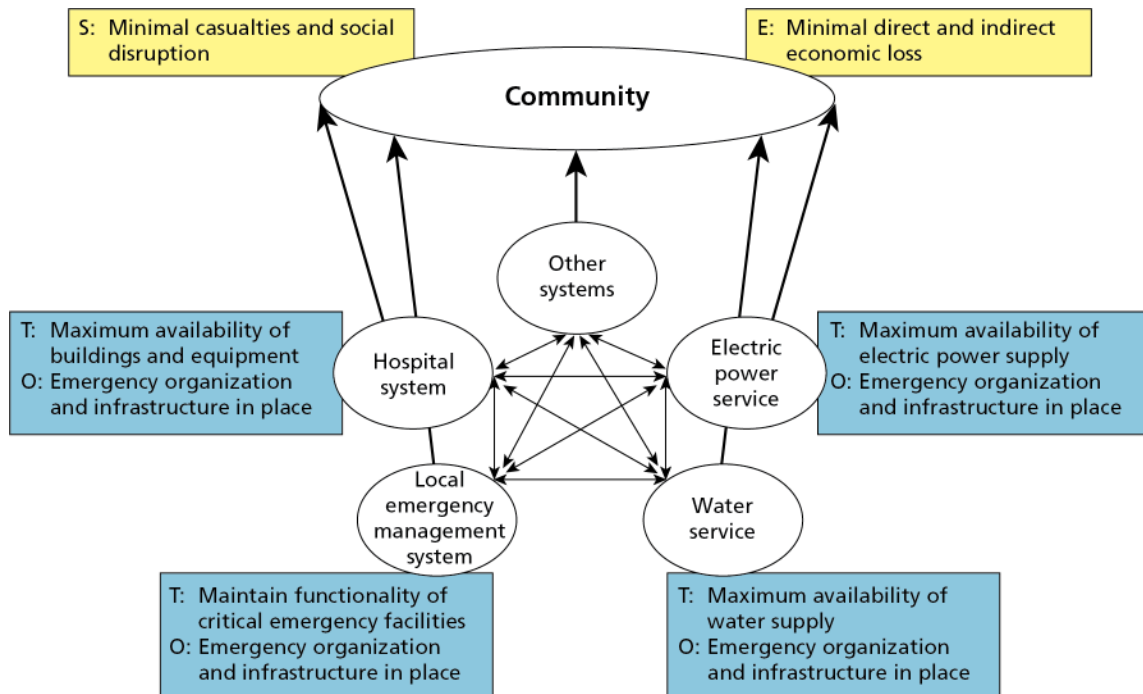 S: Minimal casualties and social
disruption
E: Minimal direct and indirect
economic loss
Community
Other
systems
T: Maximum availability of
buildings and equipment
O: Emergency organization
and infrastructure in place
Hospital
system
Electric
power
service
T: Maximum availability of
electric power supply
O: Emergency organization
and infrastructure in place
Local
emergency
management
system
Water
service
T: Maintain functionality of
critical emergency facilities
O: Emergency organization
and infrastructure in place
T: Maximum availability of
water supply
O: Emergency organization
and infrastructure in place